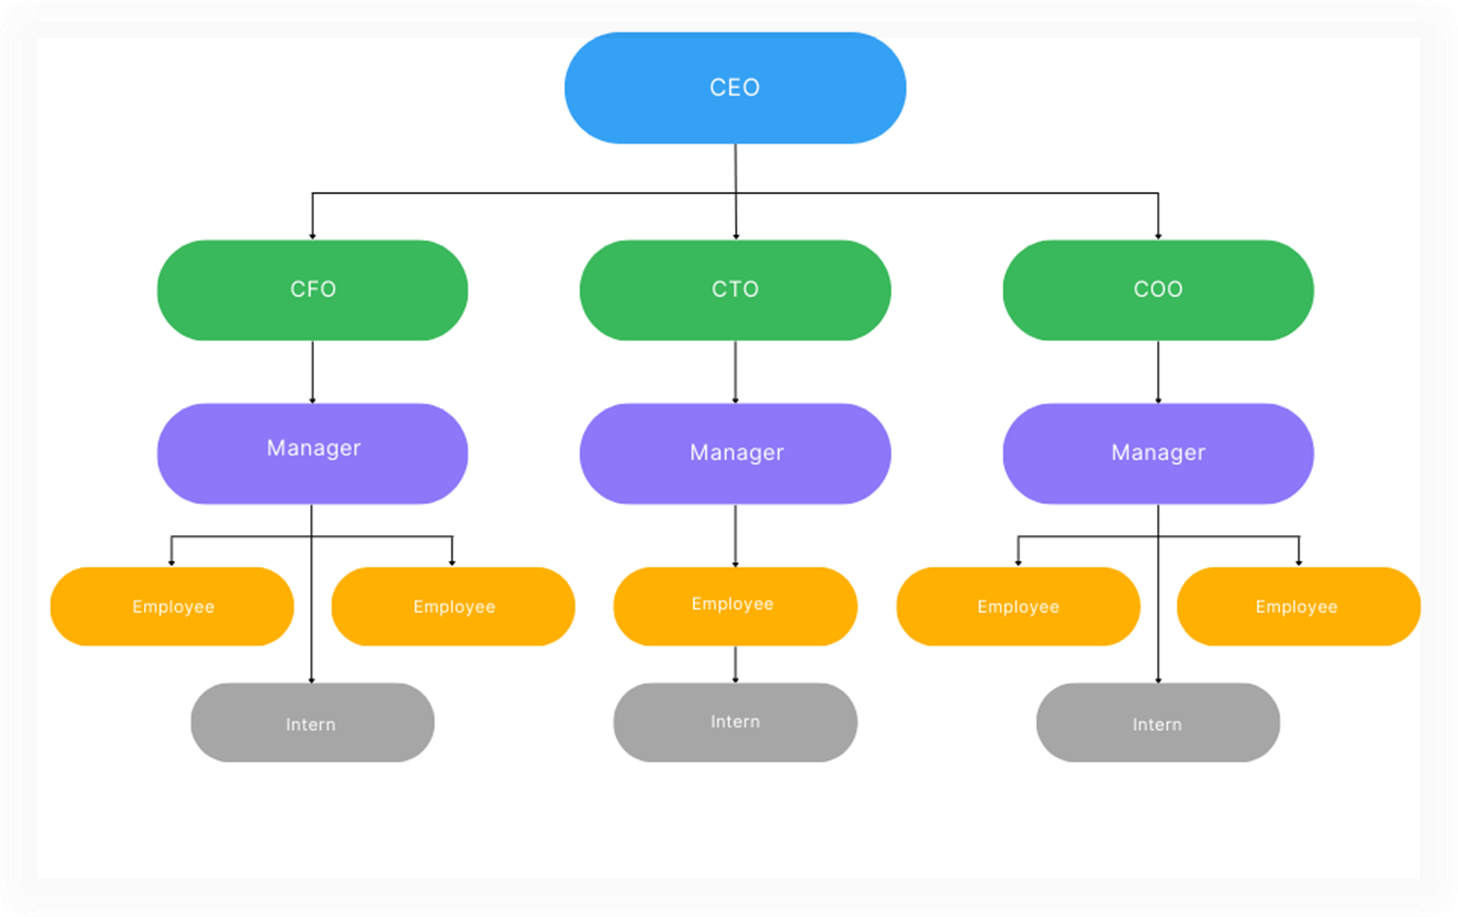 CEO
CFO
CTO
COO
Manager
Manager
Manager
Employee
Employee
Employee
Employee
Employee
Intern
Intern
Intern